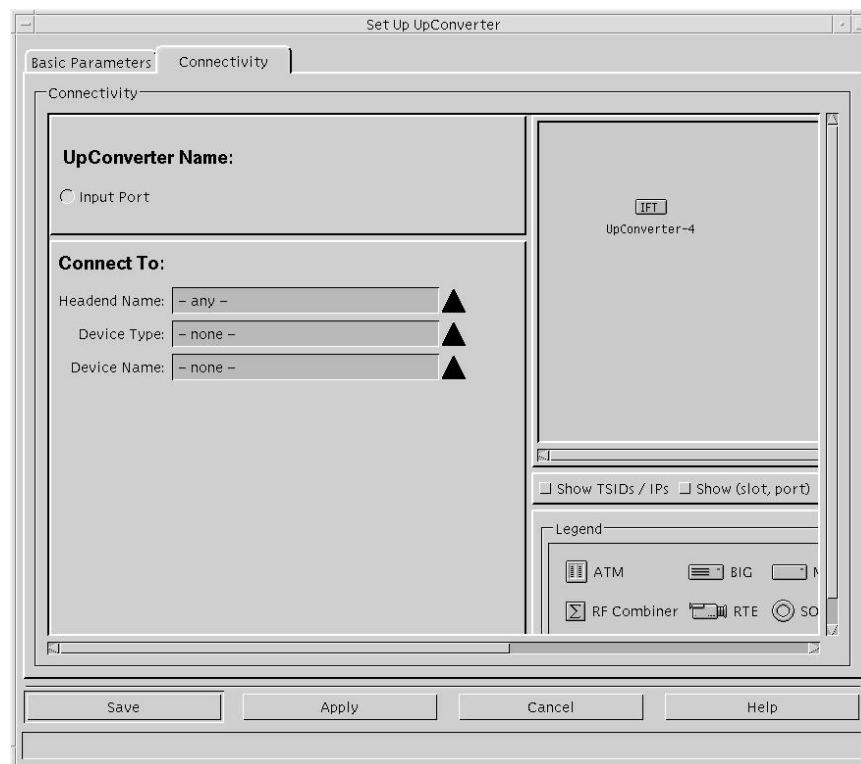 Set Up UpConverter
Basic Parameters
Connectivity
Connectivity
UpConverter Name:
Input Port
Connect To:
Headend Name: – any –
Device Type: – none –
Device Name: – none –
IFT
UpConverter-4
Show TSIDs / IPs Show (slot, port)
Legend
ATM BIG
RF Combiner RTE SO
Save Apply Cancel Help